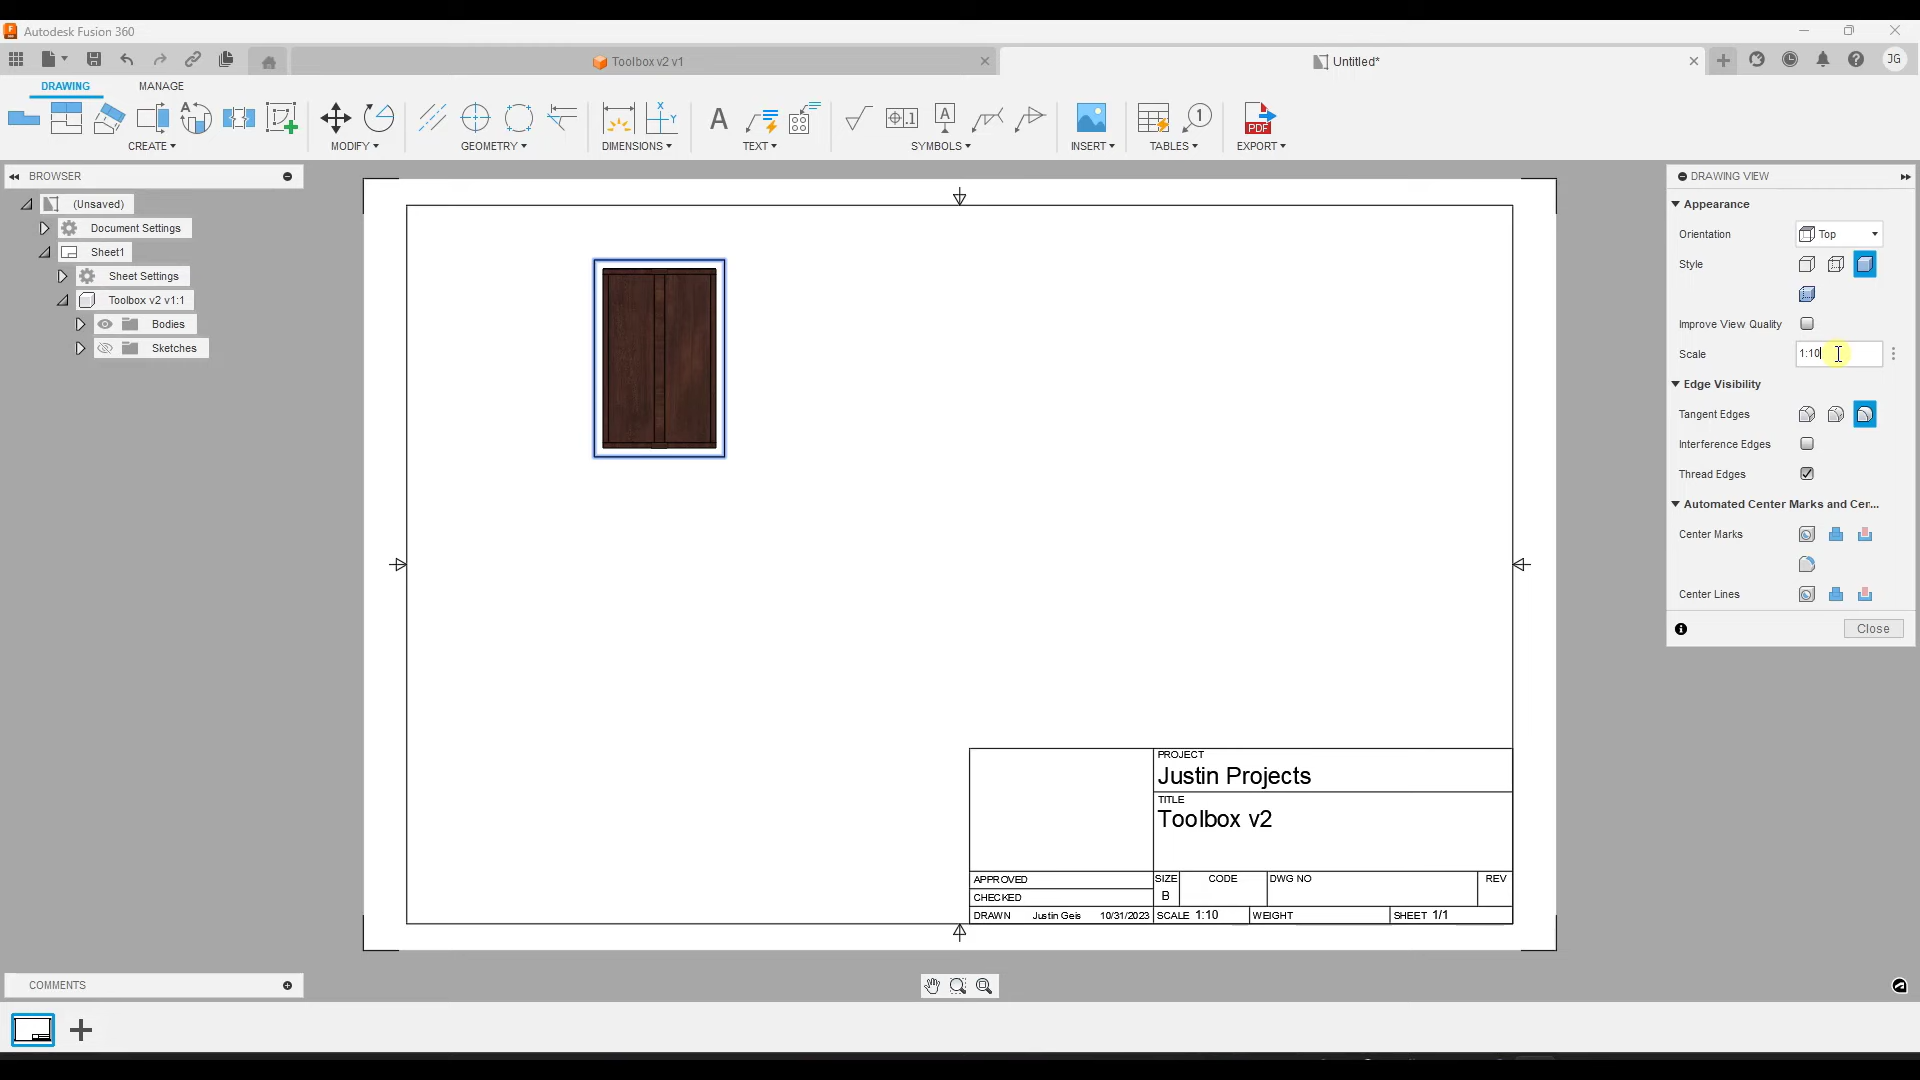 Autodesk Fusion 360
Toolbox v2 v1
Untitled*
JG
DRAWING
MANAGE
CREATE
MODIFY
GEOMETRY
DIMENSIONS
TEXT
SYMBOLS
INSERT
TABLES
EXPORT
BROWSER
(Unsaved)
Document Settings
Sheet1
Sheet Settings
Toolbox v2 v1:1
Bodies
Sketches
DRAWING VIEW
Appearance
Orientation
Top
Style
Improve View Quality
Scale
1:10
Edge Visibility
Tangent Edges
Interference Edges
Thread Edges
Automated Center Marks and Cer...
Center Marks
Center Lines
Close
PROJECT
Justin Projects
TITLE
Toolbox v2
APPROVED
SIZE
CODE
DWG NO
REV
CHECKED
B
DRAWN Justin Geis 10/31/2023
SCALE 1:10
WEIGHT
SHEET 1/1
COMMENTS